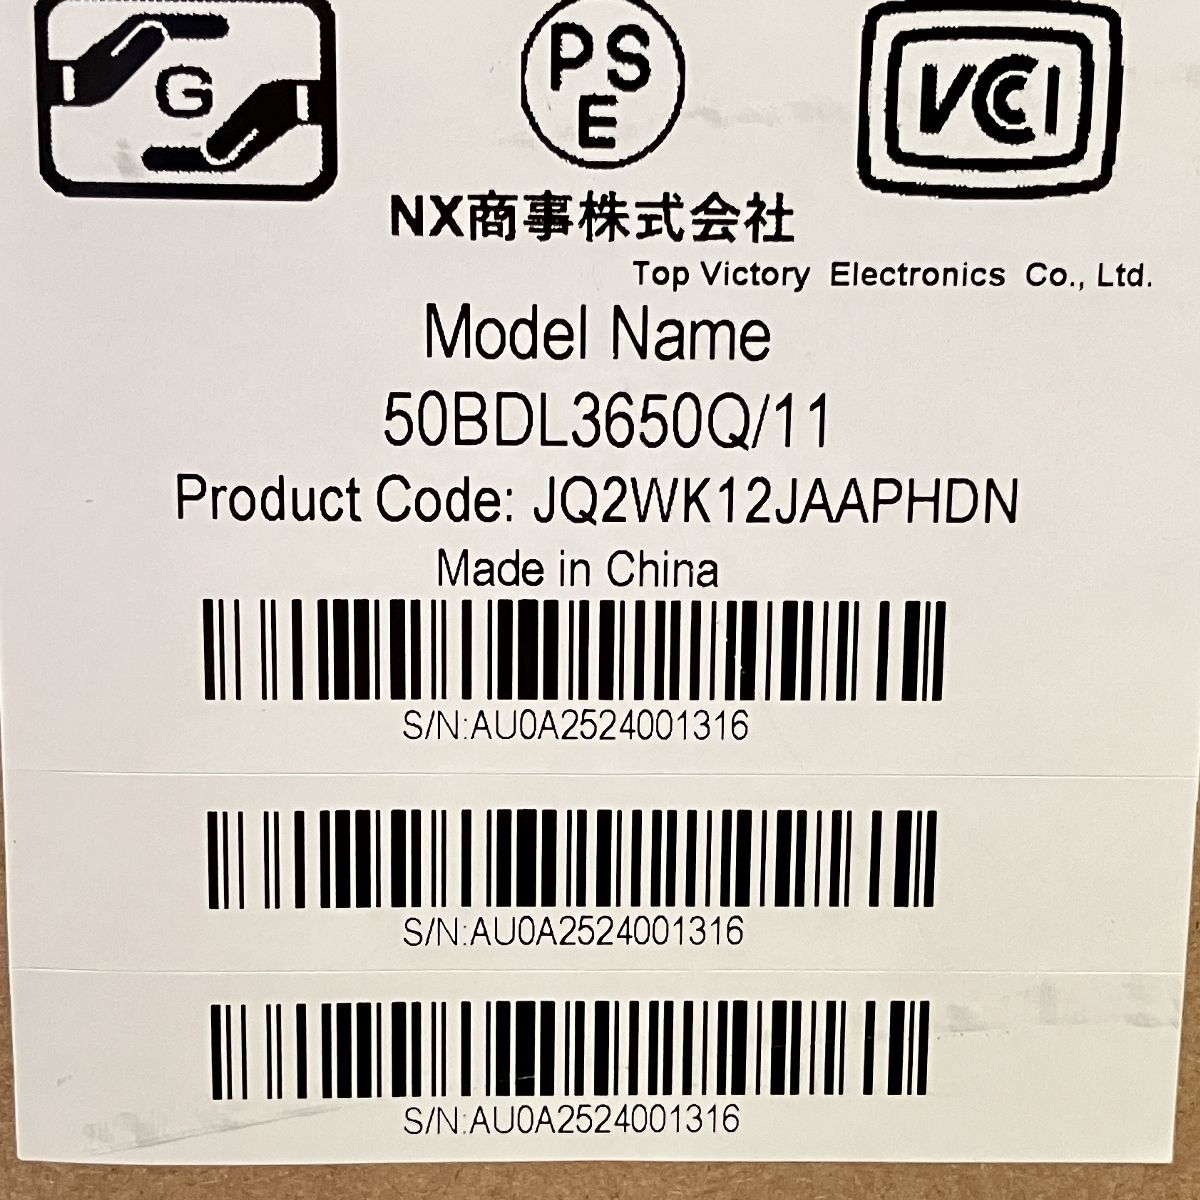 G
PS
E
VCCI
NX商事株式会社
Top Victory Electronics Co., Ltd.
Model Name
50BDL3650Q/11
Product Code: JQ2WK12JAAPHDN
Made in China
S/N:AU0A2524001316
S/N:AU0A2524001316
S/N:AU0A2524001316